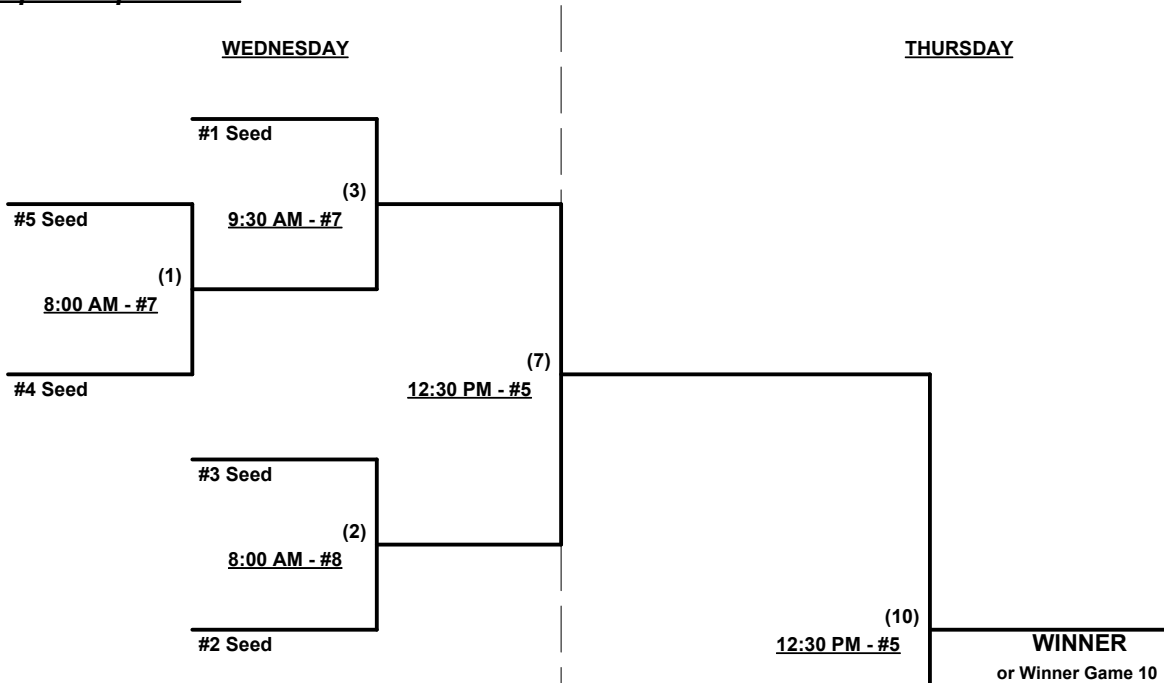 WEDNESDAY
THURSDAY
#1 Seed
(3)
9:30 AM - #7
#5 Seed
(1)
8:00 AM - #7
#4 Seed
(7)
12:30 PM - #5
#3 Seed
(2)
8:00 AM - #8
#2 Seed
(10)
12:30 PM - #5
WINNER
or Winner Game 10